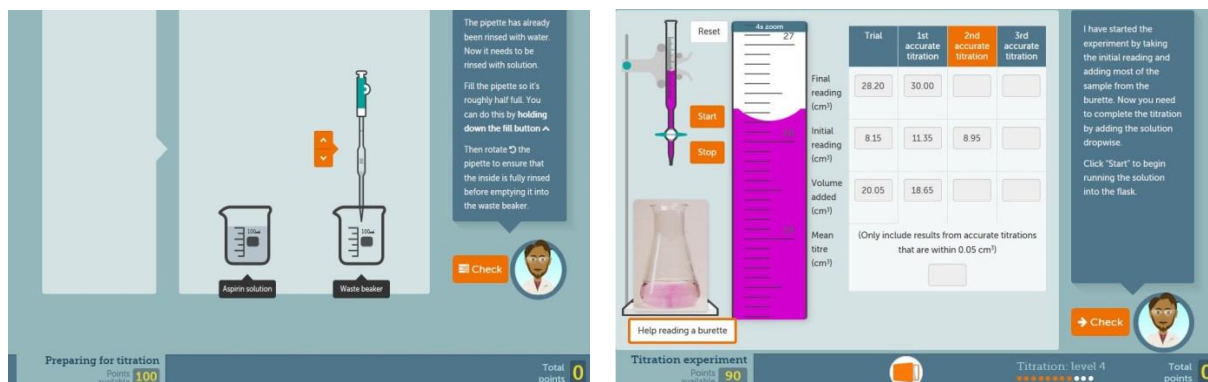 The pipette has already
been rinsed with water.
Now it needs to be
rinsed with solution.
Fill the pipette so it's
roughly half full. You
can do this by holding
down the fill button
Then rotate the
pipette to ensure that
the inside is fully rinsed
before emptying it into
the waste beaker.
100
100
Aspirin solution
Waste beaker
Check
Preparing for titration
Points
available 100
Total
points 0
Reset
4x zoom
27
Start
Stop
Help reading a burette
Trial
1st
accurate
titration
2nd
accurate
titration
3rd
accurate
titration
Final
reading
(cm³)
28.20
30.00
Initial
reading
(cm³)
8.15
11.35
8.95
Volume
added
(cm³)
20.05
18.65
Mean
titre
(cm³)
(Only include results from accurate titrations
that are within 0.05 cm³)
I have started the
experiment by taking
the initial reading and
adding most of the
sample from the
burette. Now you need
to complete the titration
by adding the solution
dropwise.
Click "Start" to begin
running the solution
into the flask.
Check
Titration experiment
Points
available 90
Titration: level 4
Total
points